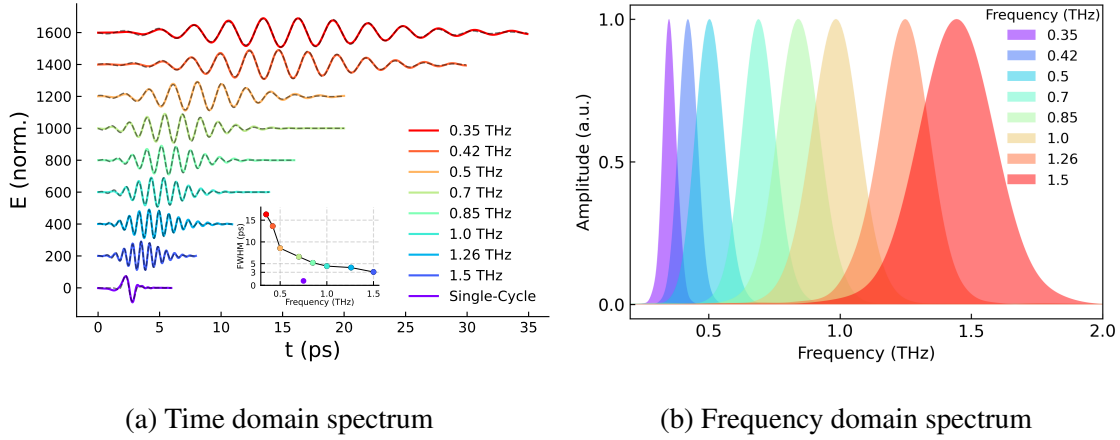 E (norm.)
1600
1400
1200
1000
800
600
400
200
0
0 5 10 15 20 25 30 35
t (ps)
0.35 THz
0.42 THz
0.5 THz
0.7 THz
0.85 THz
1.0 THz
1.26 THz
1.5 THz
Single-Cycle
FWHM (ps)
15
10
5
3
0
0.5 1.0 1.5
Frequency (THz)
(a) Time domain spectrum
Amplitude (a.u.)
1.0
0.5
0.0
0.5 1.0 1.5 2.0
Frequency (THz)
Frequency (THz)
0.35
0.42
0.5
0.7
0.85
1.0
1.26
1.5
(b) Frequency domain spectrum